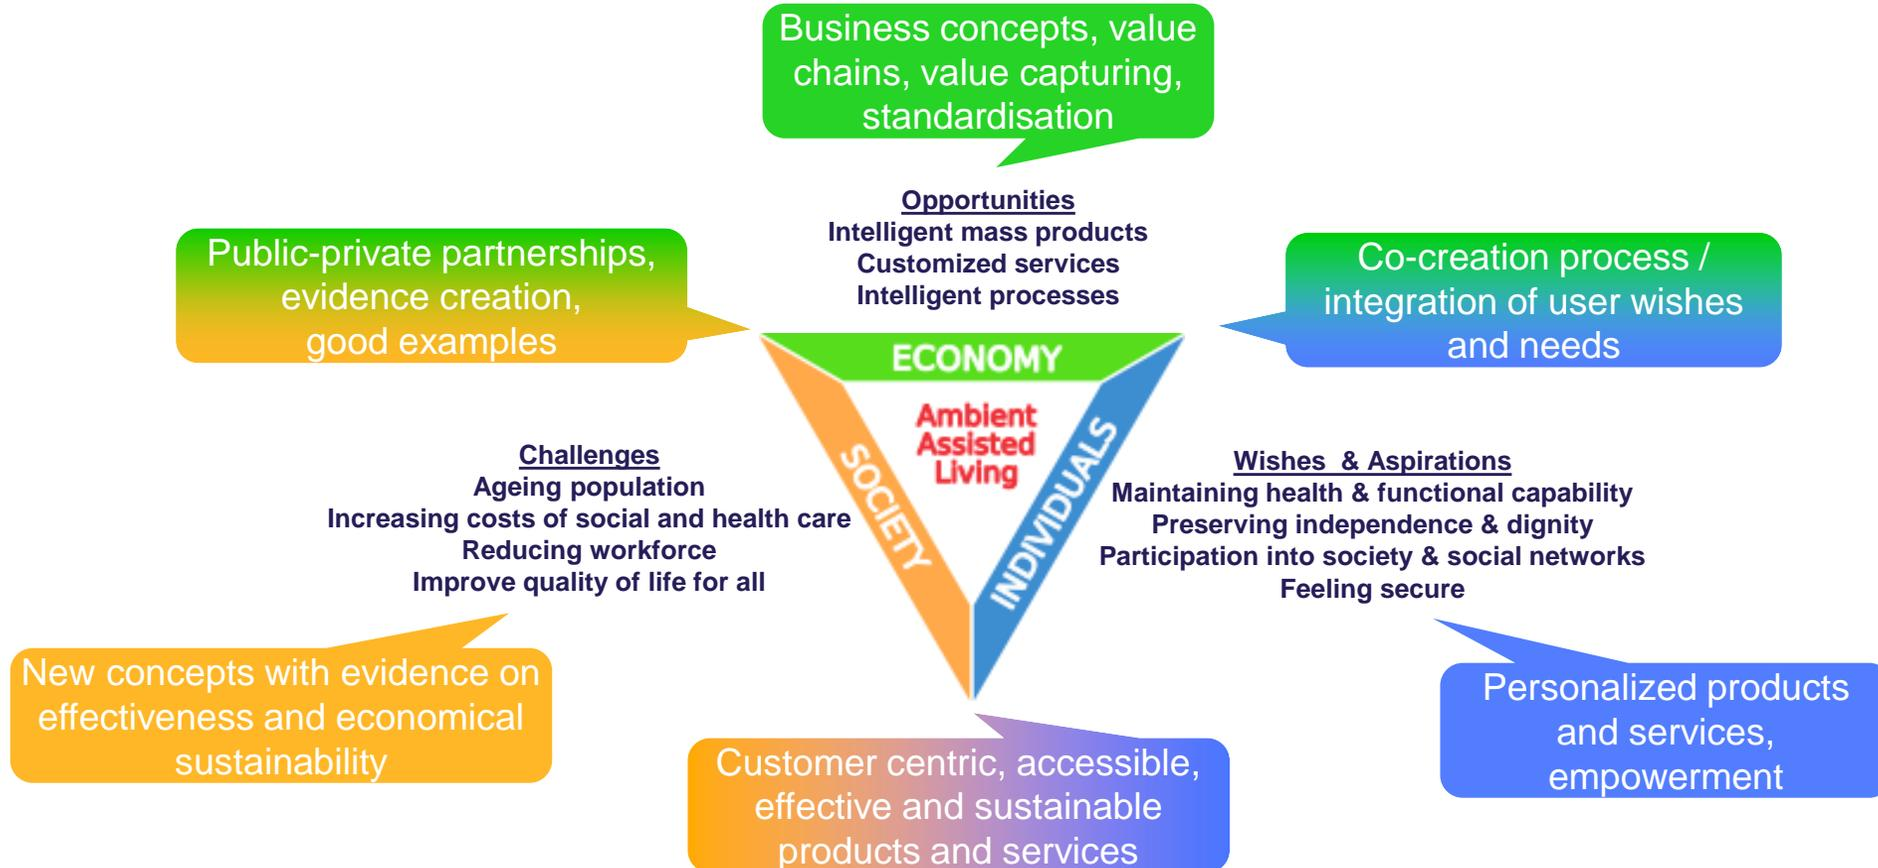 Business concepts, value
chains, value capturing,
standardisation
Opportunities
Intelligent mass products
Customized services
Intelligent processes
Public-private partnerships,
evidence creation,
good examples
Co-creation process /
integration of user wishes
and needs
ECONOMY
Ambient
Assisted
Living
SOCIETY
INDIVIDUALS
Challenges
Ageing population
Increasing costs of social and health care
Reducing workforce
Improve quality of life for all
Wishes & Aspirations
Maintaining health & functional capability
Preserving independence & dignity
Participation into society & social networks
Feeling secure
New concepts with evidence on
effectiveness and economical
sustainability
Customer centric, accessible,
effective and sustainable
products and services
Personalized products
and services,
empowerment